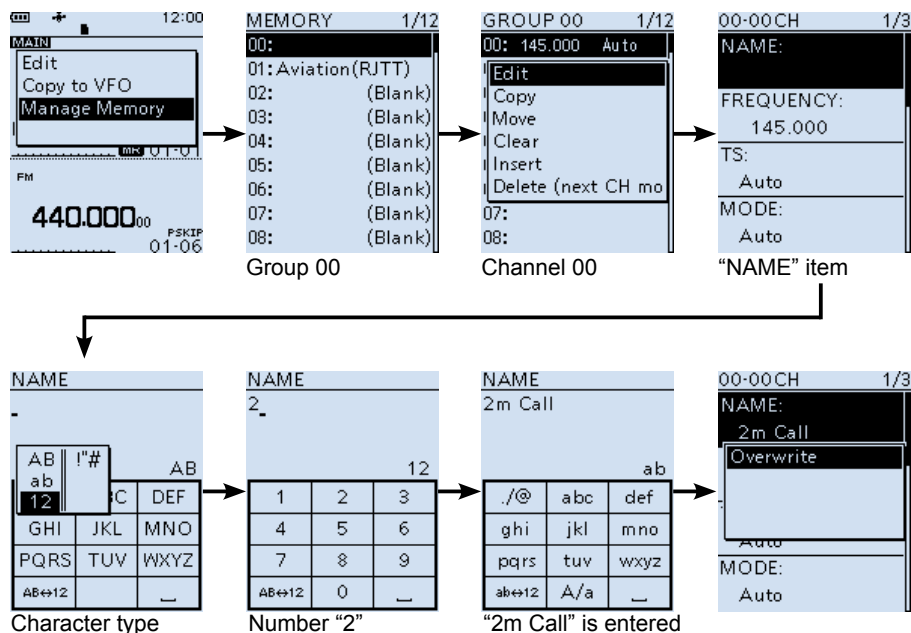 12:00
MAIN
Edit
Copy to VFO
Manage Memory
MR 01-01
FM
440.000 00
PSKIP
01-06
MEMORY 1/12
00:
01:Aviation(RJTT)
02: (Blank)
03: (Blank)
04: (Blank)
05: (Blank)
06: (Blank)
07: (Blank)
08: (Blank)
Group 00
GROUP 00 1/12
00: 145.000 Auto
Edit
Copy
Move
Clear
Insert
Delete (next CH mo
07:
08:
Channel 00
00-00CH 1/3
NAME:
FREQUENCY:
145.000
TS:
Auto
MODE:
Auto
“NAME” item
NAME
-
AB !"#
ab
12
AB
C DEF
GHI JKL MNO
PQRS TUV WXYZ
AB↔12 ⎵
Character type
NAME
2_
12
1 2 3
4 5 6
7 8 9
AB↔12 0 ⎵
Number “2”
NAME
2m Call
ab
./@ abc def
ghi jkl mno
pqrs tuv wxyz
ab↔12 A/a ⎵
“2m Call” is entered
00-00CH 1/3
NAME:
2m Call
Overwrite
Auto
MODE:
Auto